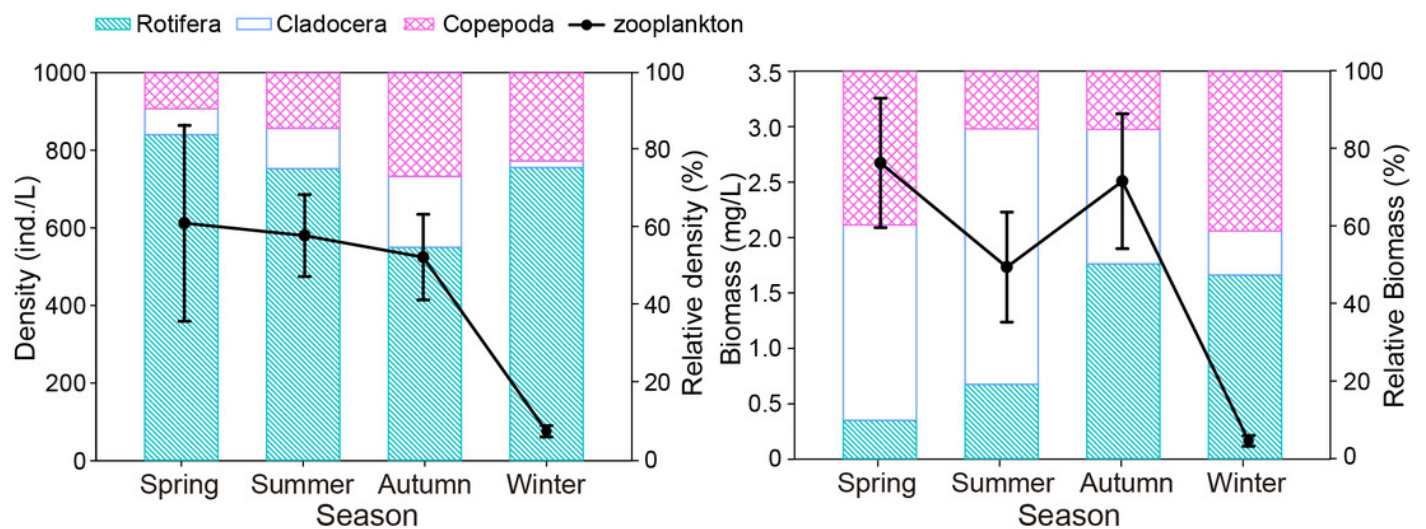 Rotifera Cladocera Copepoda zooplankton
Density (ind./L)
1000
800
600
400
200
0
100
80
60
40
20
0
Relative density (%)
Spring Summer Autumn Winter
Season
Biomass (mg/L)
3.5
3.0
2.5
2.0
1.5
1.0
0.5
0
100
80
60
40
20
0
Relative Biomass (%)
Spring Summer Autumn Winter
Season